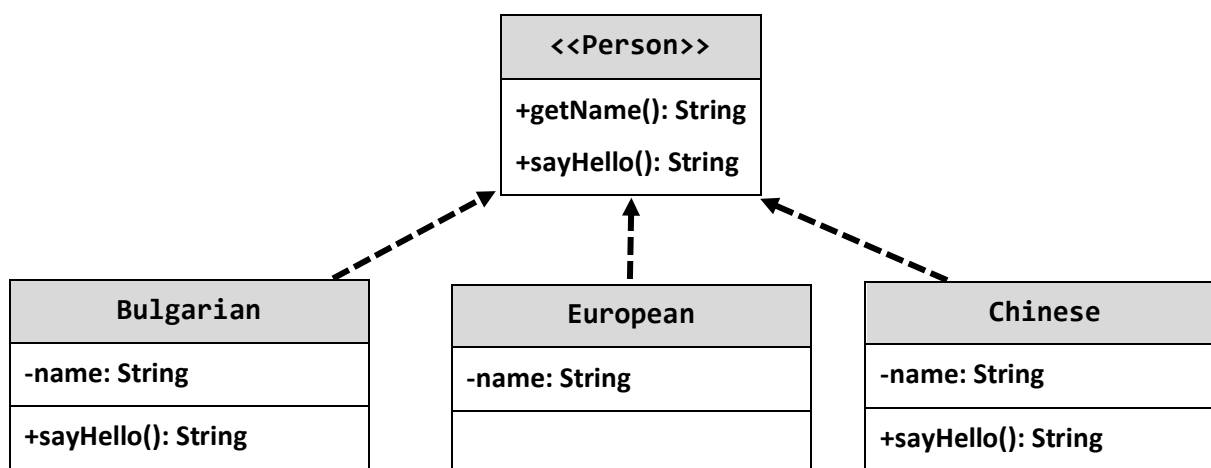 <<Person>>
+getName(): String
+sayHello(): String
Bulgarian
-name: String
+sayHello(): String
European
-name: String
Chinese
-name: String
+sayHello(): String